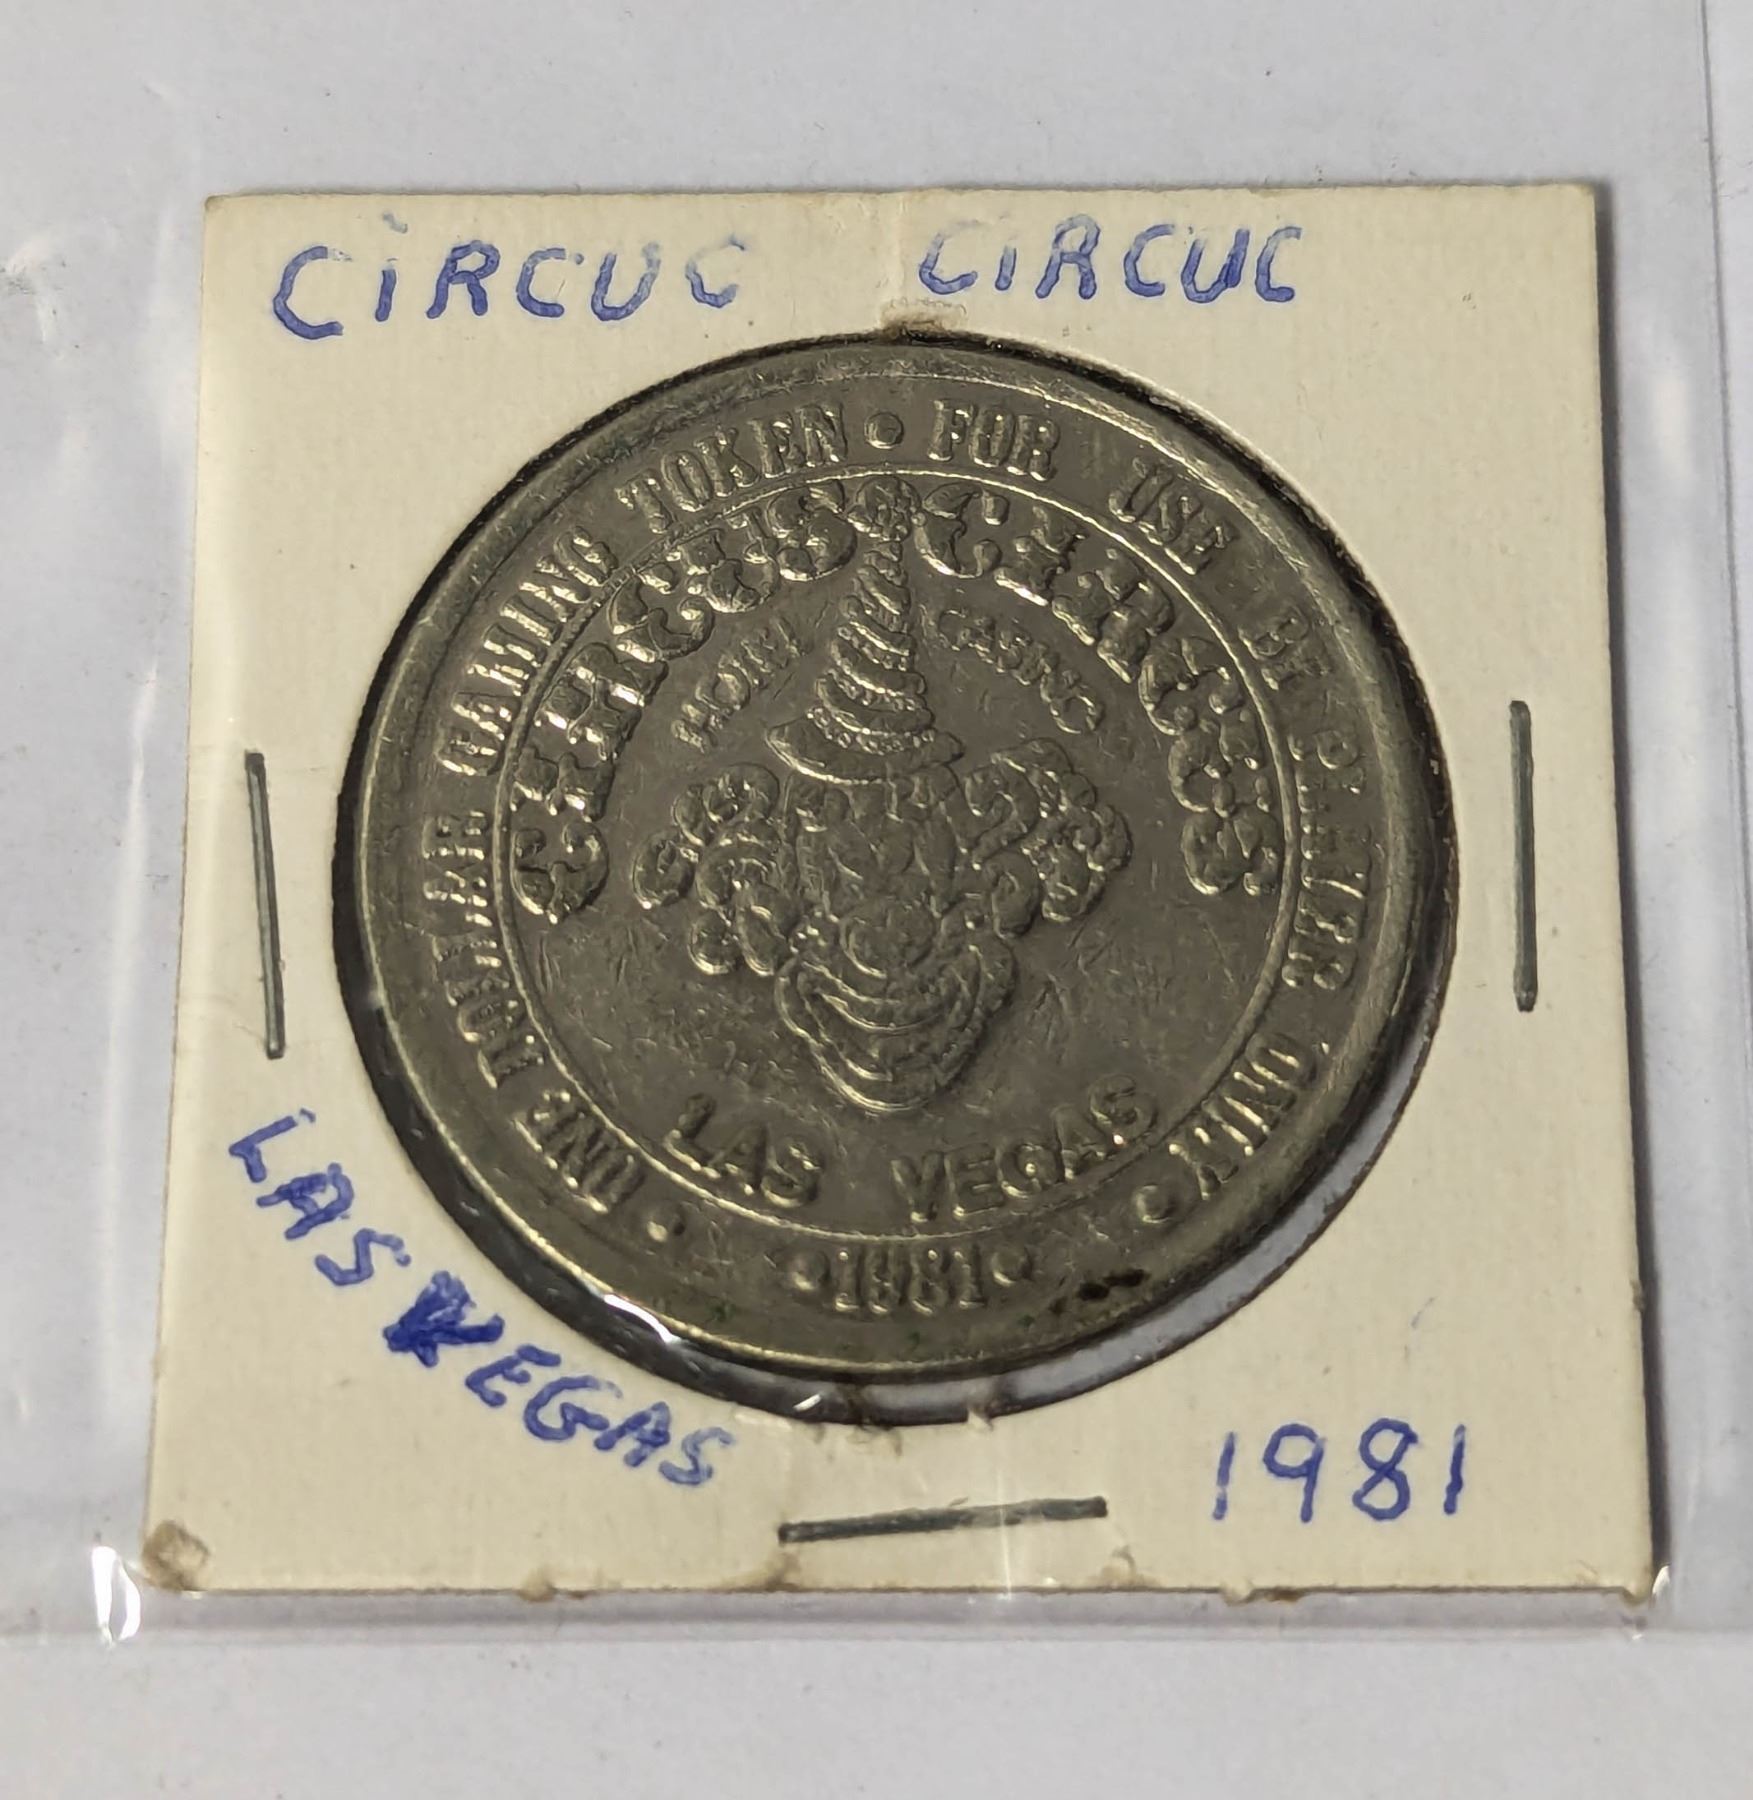 CiRCUC CiRCUC
ONE DOLLAR GAMING TOKEN • FOR USE BY PLAYER ONLY •
CIRCUS • CIRCUS
HOTEL CASINO
LAS VEGAS
• 1981 •
LAS VEGAS
1981